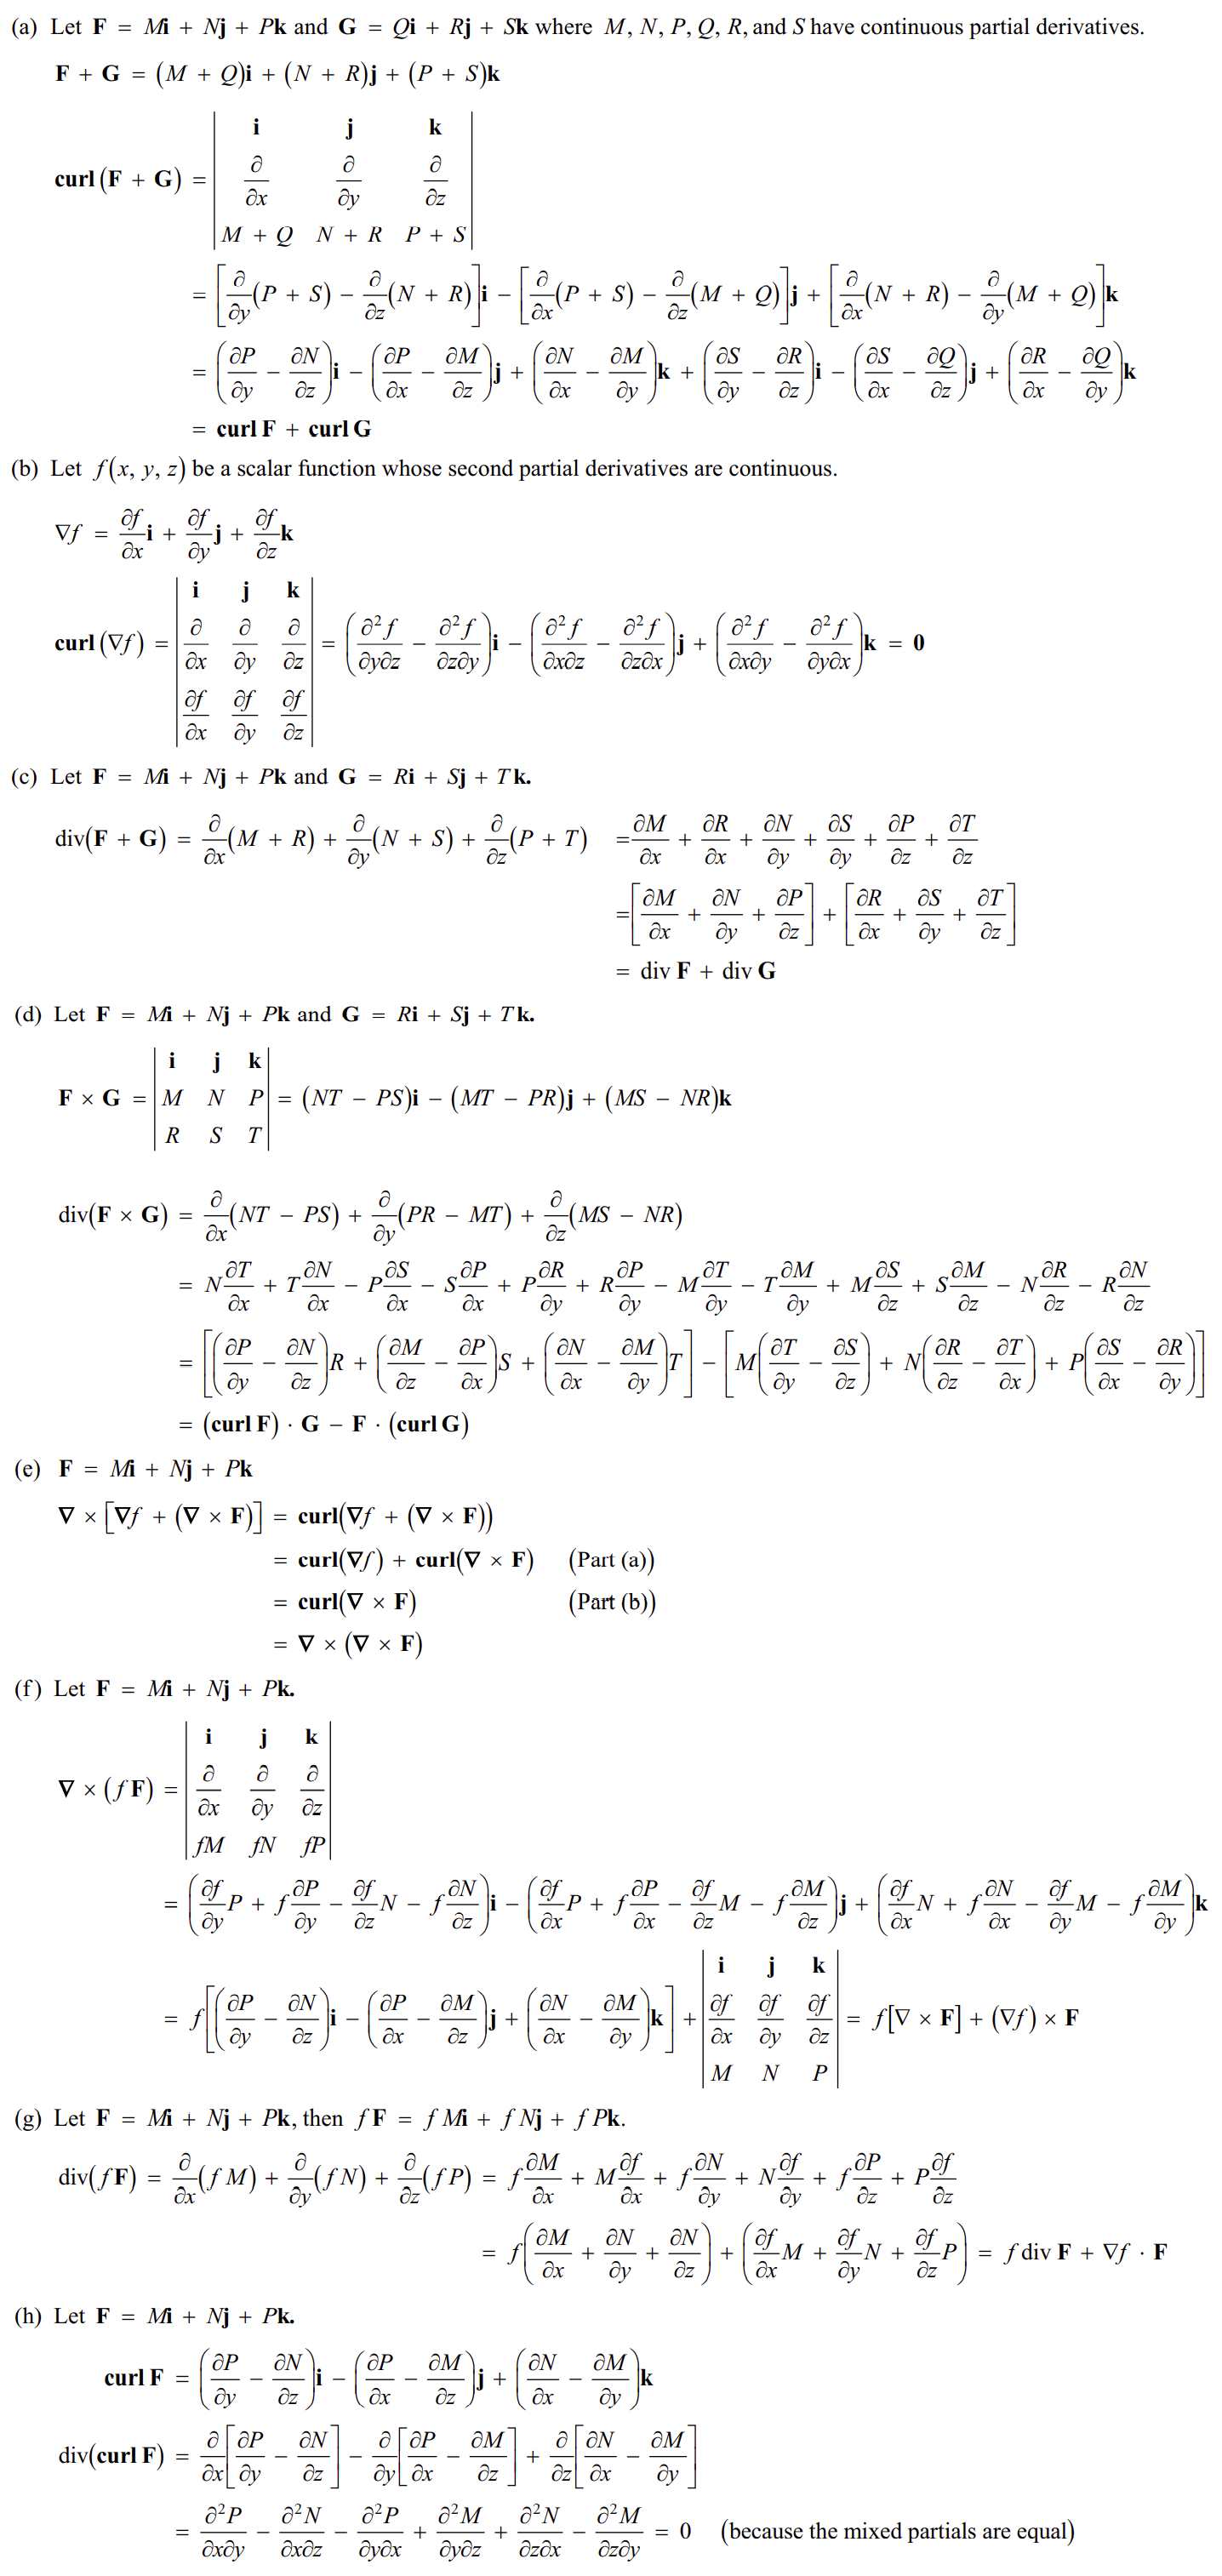 (a) Let F = Mi + Nj + Pk and G = Qi + Rj + Sk where M, N, P, Q, R, and S have continuous partial derivatives.
F + G = (M + Q)i + (N + R)j + (P + S)k
curl(F + G) = | i j k ; ∂/∂x ∂/∂y ∂/∂z ; M + Q N + R P + S |
= [∂/∂y(P + S) − ∂/∂z(N + R)]i − [∂/∂x(P + S) − ∂/∂z(M + Q)]j + [∂/∂x(N + R) − ∂/∂y(M + Q)]k
= (∂P/∂y − ∂N/∂z)i − (∂P/∂x − ∂M/∂z)j + (∂N/∂x − ∂M/∂y)k + (∂S/∂y − ∂R/∂z)i − (∂S/∂x − ∂Q/∂z)j + (∂R/∂x − ∂Q/∂y)k
= curl F + curl G
(b) Let f(x, y, z) be a scalar function whose second partial derivatives are continuous.
∇f = ∂f/∂x i + ∂f/∂y j + ∂f/∂z k
curl(∇f) = | i j k ; ∂/∂x ∂/∂y ∂/∂z ; ∂f/∂x ∂f/∂y ∂f/∂z | = (∂²f/∂y∂z − ∂²f/∂z∂y)i − (∂²f/∂x∂z − ∂²f/∂z∂x)j + (∂²f/∂x∂y − ∂²f/∂y∂x)k = 0
(c) Let F = Mi + Nj + Pk and G = Ri + Sj + Tk.
div(F + G) = ∂/∂x(M + R) + ∂/∂y(N + S) + ∂/∂z(P + T) = ∂M/∂x + ∂R/∂x + ∂N/∂y + ∂S/∂y + ∂P/∂z + ∂T/∂z
= [∂M/∂x + ∂N/∂y + ∂P/∂z] + [∂R/∂x + ∂S/∂y + ∂T/∂z]
= div F + div G
(d) Let F = Mi + Nj + Pk and G = Ri + Sj + Tk.
F × G = | i j k ; M N P ; R S T | = (NT − PS)i − (MT − PR)j + (MS − NR)k
div(F × G) = ∂/∂x(NT − PS) + ∂/∂y(PR − MT) + ∂/∂z(MS − NR)
= N∂T/∂x + T∂N/∂x − P∂S/∂x − S∂P/∂x + P∂R/∂y + R∂P/∂y − M∂T/∂y − T∂M/∂y + M∂S/∂z + S∂M/∂z − N∂R/∂z − R∂N/∂z
= [(∂P/∂y − ∂N/∂z)R + (∂M/∂z − ∂P/∂x)S + (∂N/∂x − ∂M/∂y)T] − [M(∂T/∂y − ∂S/∂z) + N(∂R/∂z − ∂T/∂x) + P(∂S/∂x − ∂R/∂y)]
= (curl F) · G − F · (curl G)
(e) F = Mi + Nj + Pk
∇ × [∇f + (∇ × F)] = curl(∇f + (∇ × F))
= curl(∇f) + curl(∇ × F) (Part (a))
= curl(∇ × F) (Part (b))
= ∇ × (∇ × F)
(f) Let F = Mi + Nj + Pk.
∇ × (fF) = | i j k ; ∂/∂x ∂/∂y ∂/∂z ; fM fN fP |
= (∂f/∂y P + f∂P/∂y − ∂f/∂z N − f∂N/∂z)i − (∂f/∂x P + f∂P/∂x − ∂f/∂z M − f∂M/∂z)j + (∂f/∂x N + f∂N/∂x − ∂f/∂y M − f∂M/∂y)k
= f[(∂P/∂y − ∂N/∂z)i − (∂P/∂x − ∂M/∂z)j + (∂N/∂x − ∂M/∂y)k] + | i j k ; ∂f/∂x ∂f/∂y ∂f/∂z ; M N P | = f[∇ × F] + (∇f) × F
(g) Let F = Mi + Nj + Pk, then fF = fMi + fNj + fPk.
div(fF) = ∂/∂x(fM) + ∂/∂y(fN) + ∂/∂z(fP) = f∂M/∂x + M∂f/∂x + f∂N/∂y + N∂f/∂y + f∂P/∂z + P∂f/∂z
= f(∂M/∂x + ∂N/∂y + ∂N/∂z) + (∂f/∂x M + ∂f/∂y N + ∂f/∂z P) = f div F + ∇f · F
(h) Let F = Mi + Nj + Pk.
curl F = (∂P/∂y − ∂N/∂z)i − (∂P/∂x − ∂M/∂z)j + (∂N/∂x − ∂M/∂y)k
div(curl F) = ∂/∂x[∂P/∂y − ∂N/∂z] − ∂/∂y[∂P/∂x − ∂M/∂z] + ∂/∂z[∂N/∂x − ∂M/∂y]
= ∂²P/∂x∂y − ∂²N/∂x∂z − ∂²P/∂y∂x + ∂²M/∂y∂z + ∂²N/∂z∂x − ∂²M/∂z∂y = 0 (because the mixed partials are equal)